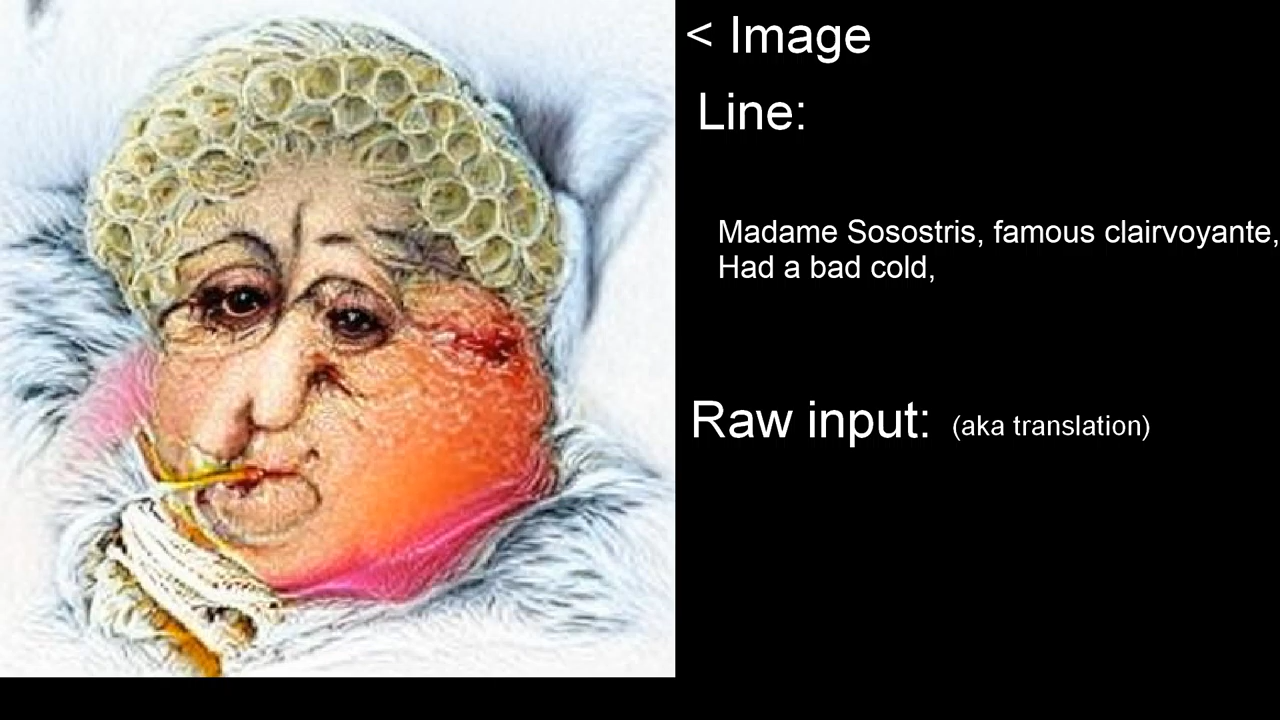 < Image
Line:
Madame Sosostris, famous clairvoyante,
Had a bad cold,
Raw input: (aka translation)